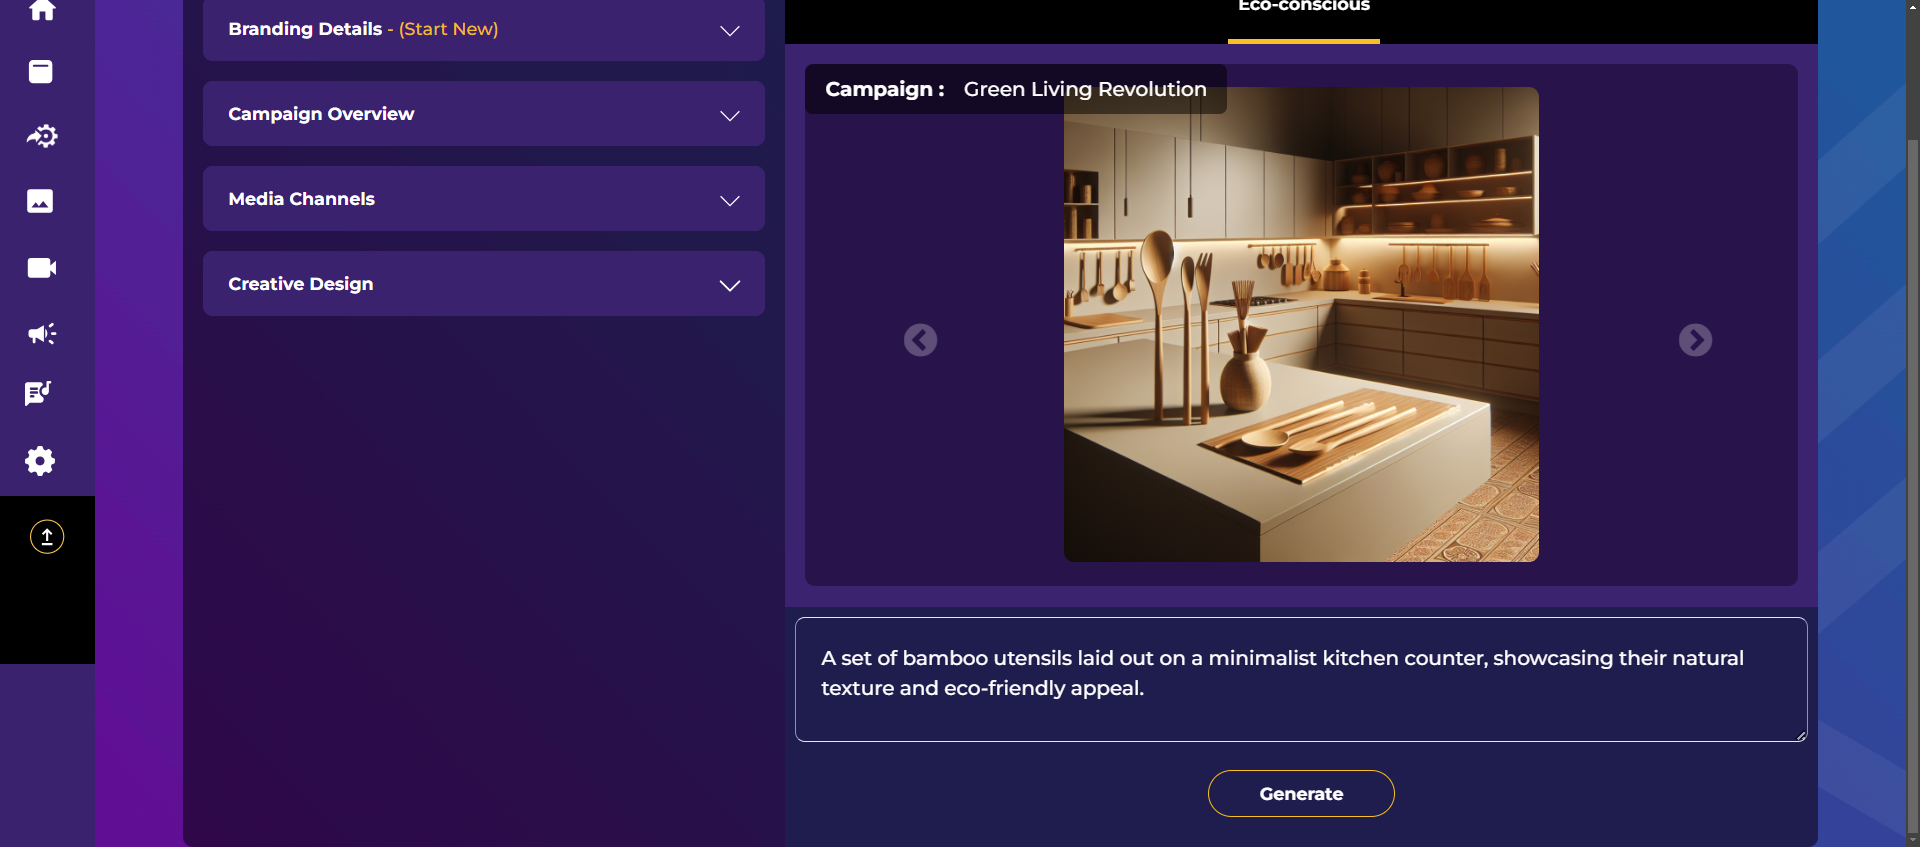 Branding Details - (Start New)
Campaign Overview
Media Channels
Creative Design
Eco-conscious
Campaign : Green Living Revolution
A set of bamboo utensils laid out on a minimalist kitchen counter, showcasing their natural
texture and eco-friendly appeal.
Generate